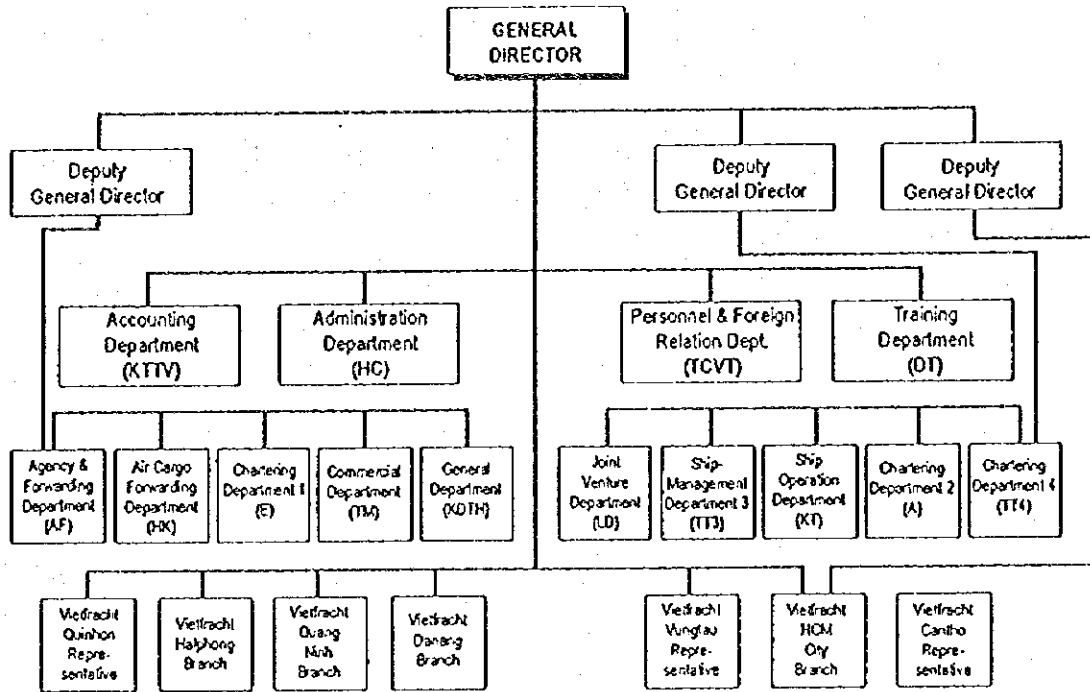 GENERAL
DIRECTOR
Deputy
General Director
Deputy
General Director
Deputy
General Director
Accounting
Department
(KTTV)
Administration
Department
(HC)
Personnel & Foreign
Relation Dept.
(TCVT)
Training
Department
(DT)
Agency &
Forwarding
Department
(AF)
Air Cargo
Forwarding
Department
(HK)
Chartering
Department 1
(E)
Commercial
Department
(TM)
General
Department
(KDTH)
Joint
Venture
Department
(LD)
Ship-
Management
Department 3
(TT3)
Ship
Operation
Department
(KT)
Chartering
Department 2
(A)
Chartering
Department 4
(TT4)
Vietfracht
Quinhon
Repre-
sentative
Vietfracht
Haiphong
Branch
Vietfracht
Quang
Ninh
Branch
Vietfracht
Danang
Branch
Vietfracht
Vungtau
Repre-
sentative
Vietfracht
HCM
City
Branch
Vietfracht
Cantho
Repre-
sentative